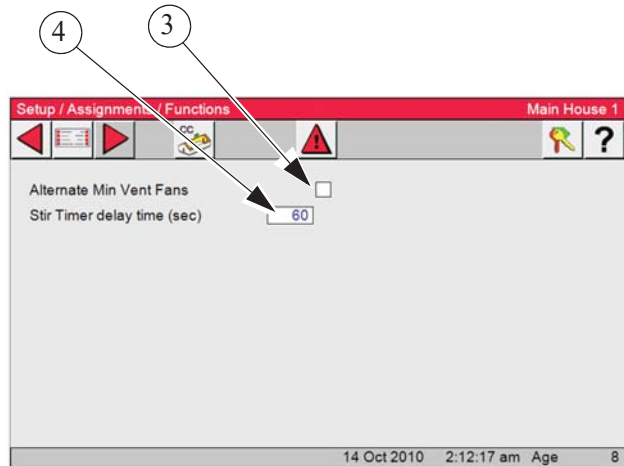 4 3
Setup / Assignments / Functions Main House 1
CC ?
Alternate Min Vent Fans
Stir Timer delay time (sec) 60
14 Oct 2010 2:12:17 am Age 8